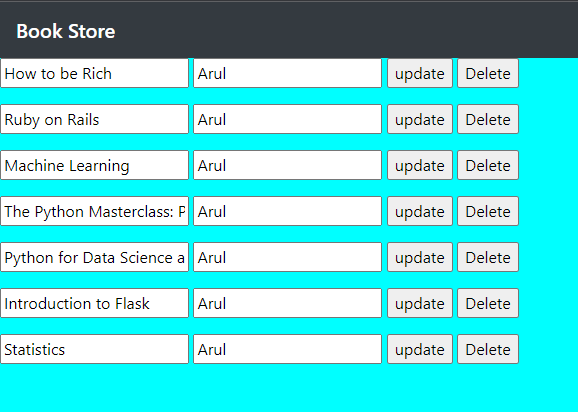 Book Store
How to be Rich Arul update Delete
Ruby on Rails Arul update Delete
Machine Learning Arul update Delete
The Python Masterclass: P Arul update Delete
Python for Data Science a Arul update Delete
Introduction to Flask Arul update Delete
Statistics Arul update Delete